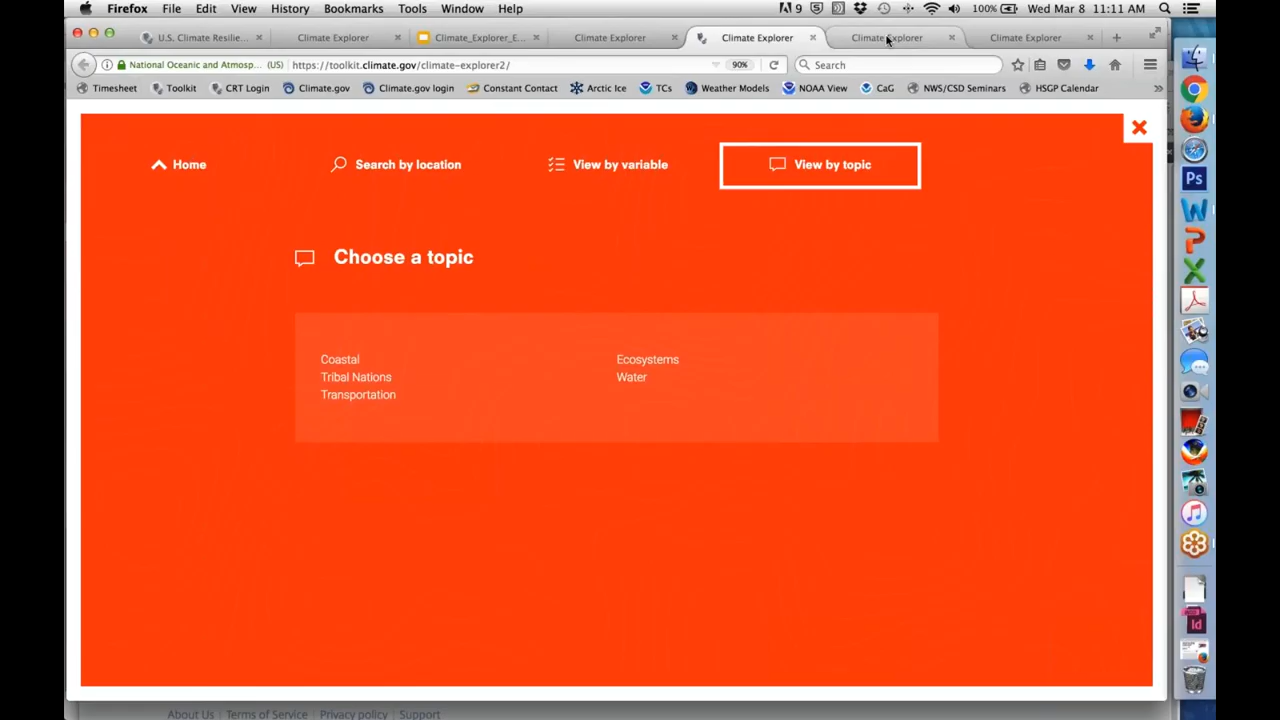 Firefox File Edit View History Bookmarks Tools Window Help 9 5 100% Wed Mar 8 11:11 AM
U.S. Climate Resilie... Climate Explorer Climate_Explorer_E... Climate Explorer Climate Explorer Climate Explorer Climate Explorer
National Oceanic and Atmosp... (US) https://toolkit.climate.gov/climate-explorer2/ 90% Search
Timesheet Toolkit CRT Login Climate.gov Climate.gov login Constant Contact Arctic Ice TCs Weather Models NOAA View CaG NWS/CSD Seminars HSGP Calendar
Home Search by location View by variable View by topic
Choose a topic
Coastal Ecosystems
Tribal Nations Water
Transportation
Ps
Id
About Us Terms of Service Privacy policy Support